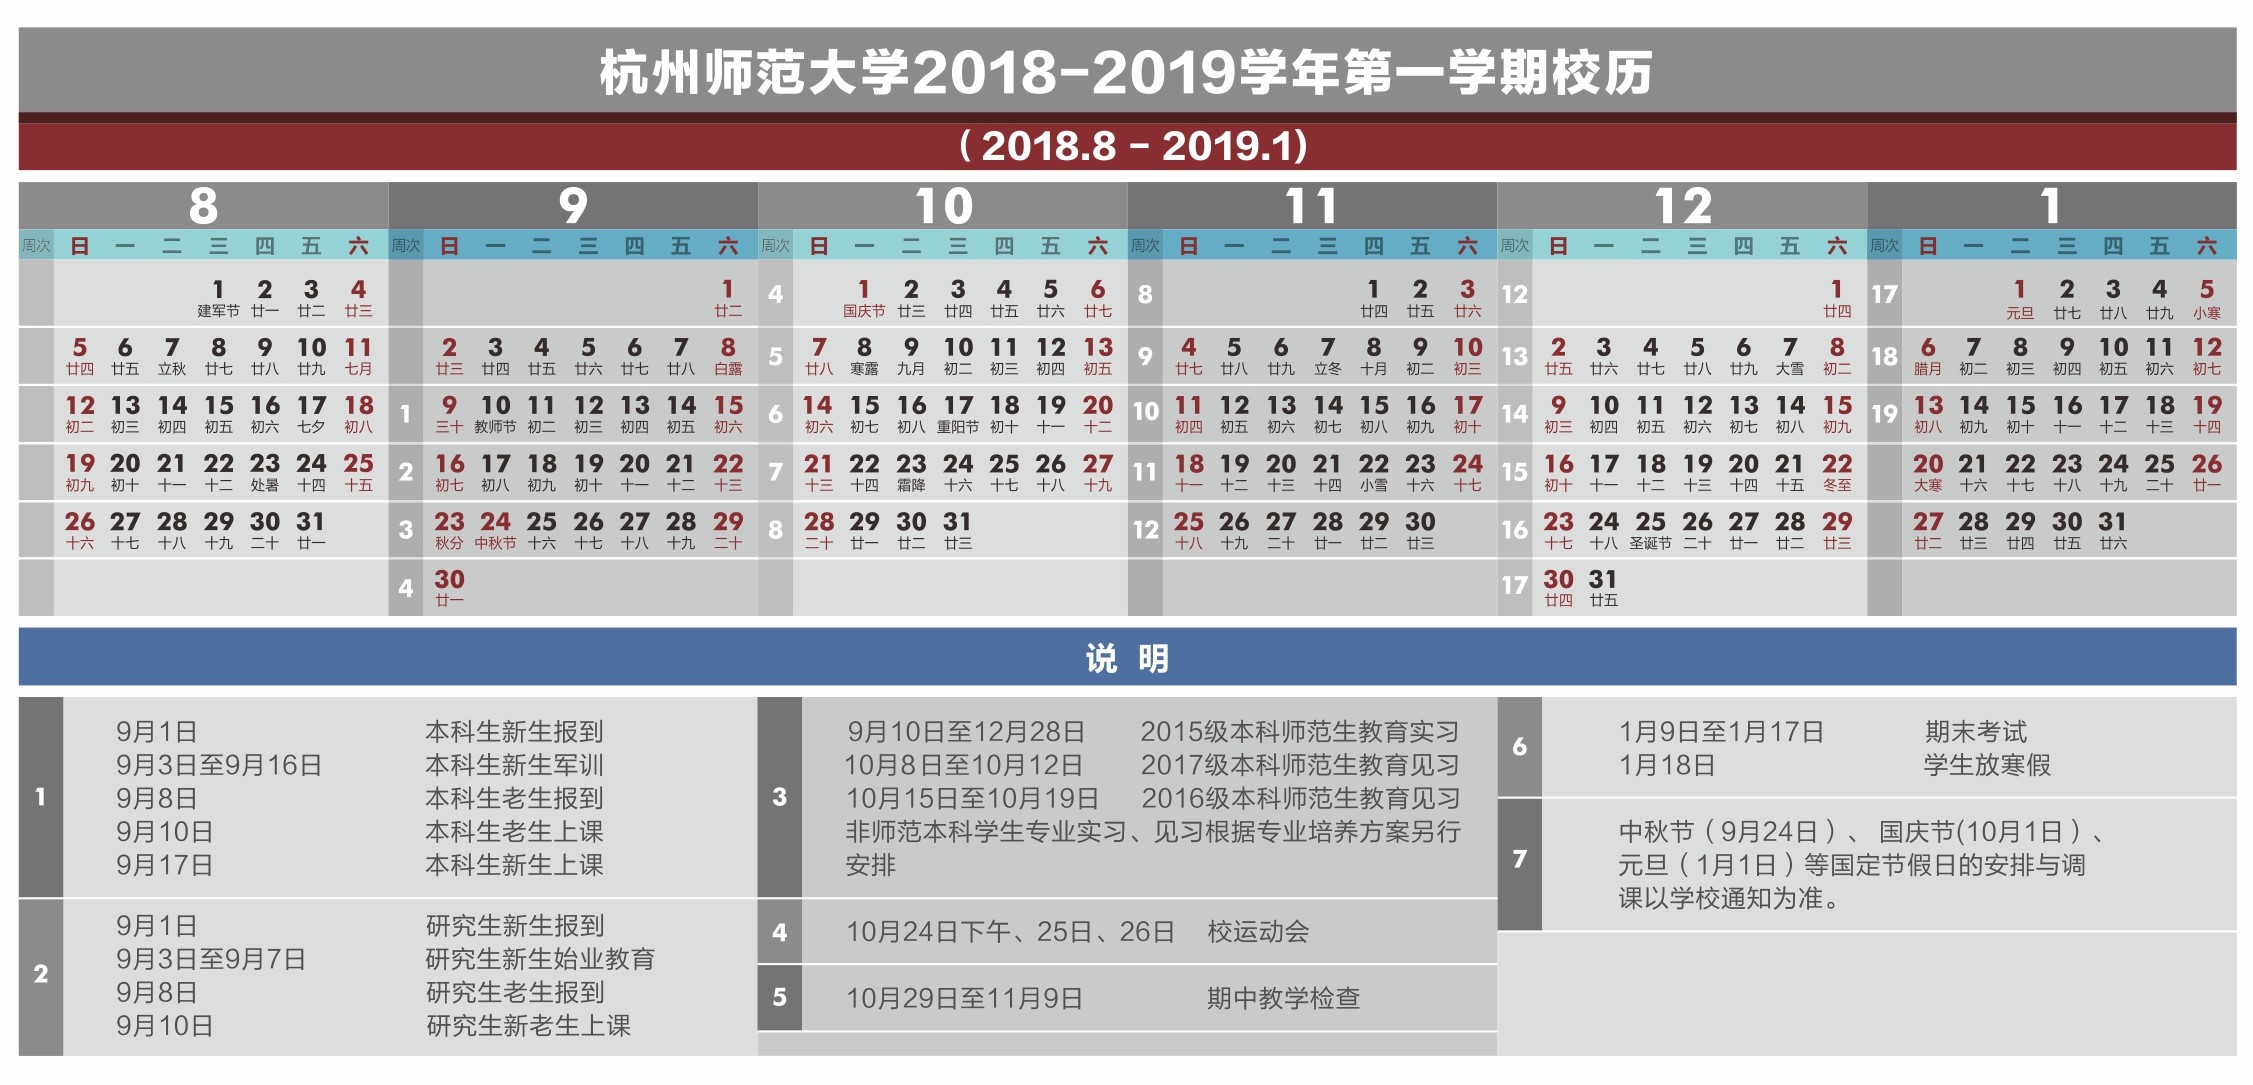 杭州师范大学2018-2019学年第一学期校历
( 2018.8 - 2019.1)
8 9 10 11 12 1
周次 日 一 二 三 四 五 六 周次 日 一 二 三 四 五 六 周次 日 一 二 三 四 五 六 周次 日 一 二 三 四 五 六 周次 日 一 二 三 四 五 六 周次 日 一 二 三 四 五 六
1 2 3 4 1 4 1 2 3 4 5 6 8 1 2 3 12 1 17 1 2 3 4 5
建军节 廿一 廿二 廿三 廿二 国庆节 廿三 廿四 廿五 廿六 廿七 廿四 廿五 廿六 廿四 元旦 廿七 廿八 廿九 小寒
5 6 7 8 9 10 11 2 3 4 5 6 7 8 5 7 8 9 10 11 12 13 9 4 5 6 7 8 9 10 13 2 3 4 5 6 7 8 18 6 7 8 9 10 11 12
廿四 廿五 立秋 廿七 廿八 廿九 七月 廿三 廿四 廿五 廿六 廿七 廿八 白露 廿八 寒露 九月 初二 初三 初四 初五 廿七 廿八 廿九 立冬 十月 初二 初三 廿五 廿六 廿七 廿八 廿九 大雪 初二 腊月 初二 初三 初四 初五 初六 初七
12 13 14 15 16 17 18 1 9 10 11 12 13 14 15 6 14 15 16 17 18 19 20 10 11 12 13 14 15 16 17 14 9 10 11 12 13 14 15 19 13 14 15 16 17 18 19
初二 初三 初四 初五 初六 七夕 初八 三十 教师节 初二 初三 初四 初五 初六 初六 初七 初八 重阳节 初十 十一 十二 初四 初五 初六 初七 初八 初九 初十 初三 初四 初五 初六 初七 初八 初九 初八 初九 初十 十一 十二 十三 十四
19 20 21 22 23 24 25 2 16 17 18 19 20 21 22 7 21 22 23 24 25 26 27 11 18 19 20 21 22 23 24 15 16 17 18 19 20 21 22 20 21 22 23 24 25 26
初九 初十 十一 十二 处暑 十四 十五 初七 初八 初九 初十 十一 十二 十三 十三 十四 霜降 十六 十七 十八 十九 十一 十二 十三 十四 小雪 十六 十七 初十 十一 十二 十三 十四 十五 冬至 大寒 十六 十七 十八 十九 二十 廿一
26 27 28 29 30 31 3 23 24 25 26 27 28 29 8 28 29 30 31 12 25 26 27 28 29 30 16 23 24 25 26 27 28 29 27 28 29 30 31
十六 十七 十八 十九 二十 廿一 秋分 中秋节 十六 十七 十八 十九 二十 二十 廿一 廿二 廿三 十八 十九 二十 廿一 廿二 廿三 十七 十八 圣诞节 二十 廿一 廿二 廿三 廿二 廿三 廿四 廿五 廿六
4 30 17 30 31
廿一 廿四 廿五
说 明
1
9月1日 本科生新生报到
9月3日至9月16日 本科生新生军训
9月8日 本科生老生报到
9月10日 本科生老生上课
9月17日 本科生新生上课
2
9月1日 研究生新生报到
9月3日至9月7日 研究生新生始业教育
9月8日 研究生老生报到
9月10日 研究生新老生上课
3
9月10日至12月28日 2015级本科师范生教育实习
10月8日至10月12日 2017级本科师范生教育见习
10月15日至10月19日 2016级本科师范生教育见习
非师范本科学生专业实习、见习根据专业培养方案另行
安排
4
10月24日下午、25日、26日 校运动会
5
10月29日至11月9日 期中教学检查
6
1月9日至1月17日 期末考试
1月18日 学生放寒假
7
中秋节（9月24日）、 国庆节(10月1日）、
元旦（1月1日）等国定节假日的安排与调
课以学校通知为准。